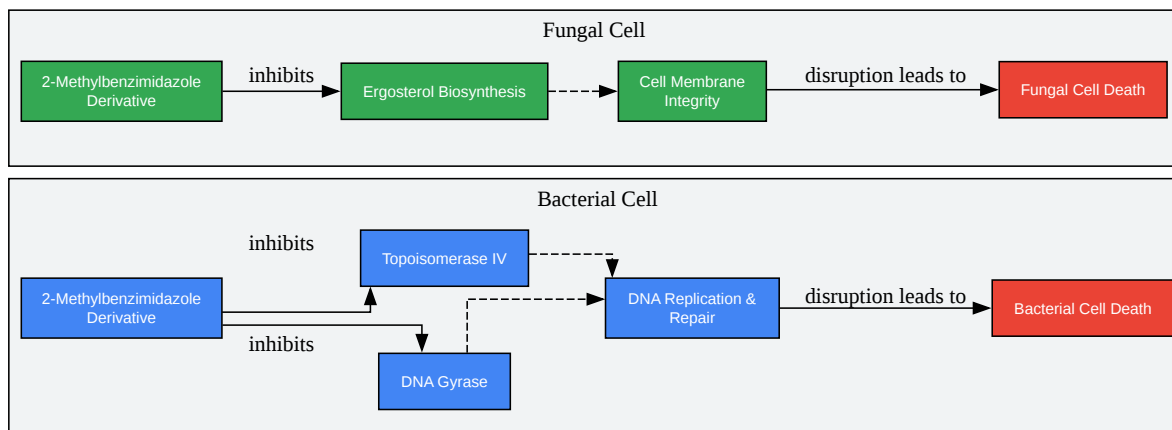 Fungal Cell
2-Methylbenzimidazole
Derivative
inhibits
Ergosterol Biosynthesis
Cell Membrane
Integrity
disruption leads to
Fungal Cell Death
Bacterial Cell
2-Methylbenzimidazole
Derivative
inhibits
Topoisomerase IV
inhibits
DNA Gyrase
DNA Replication &
Repair
disruption leads to
Bacterial Cell Death